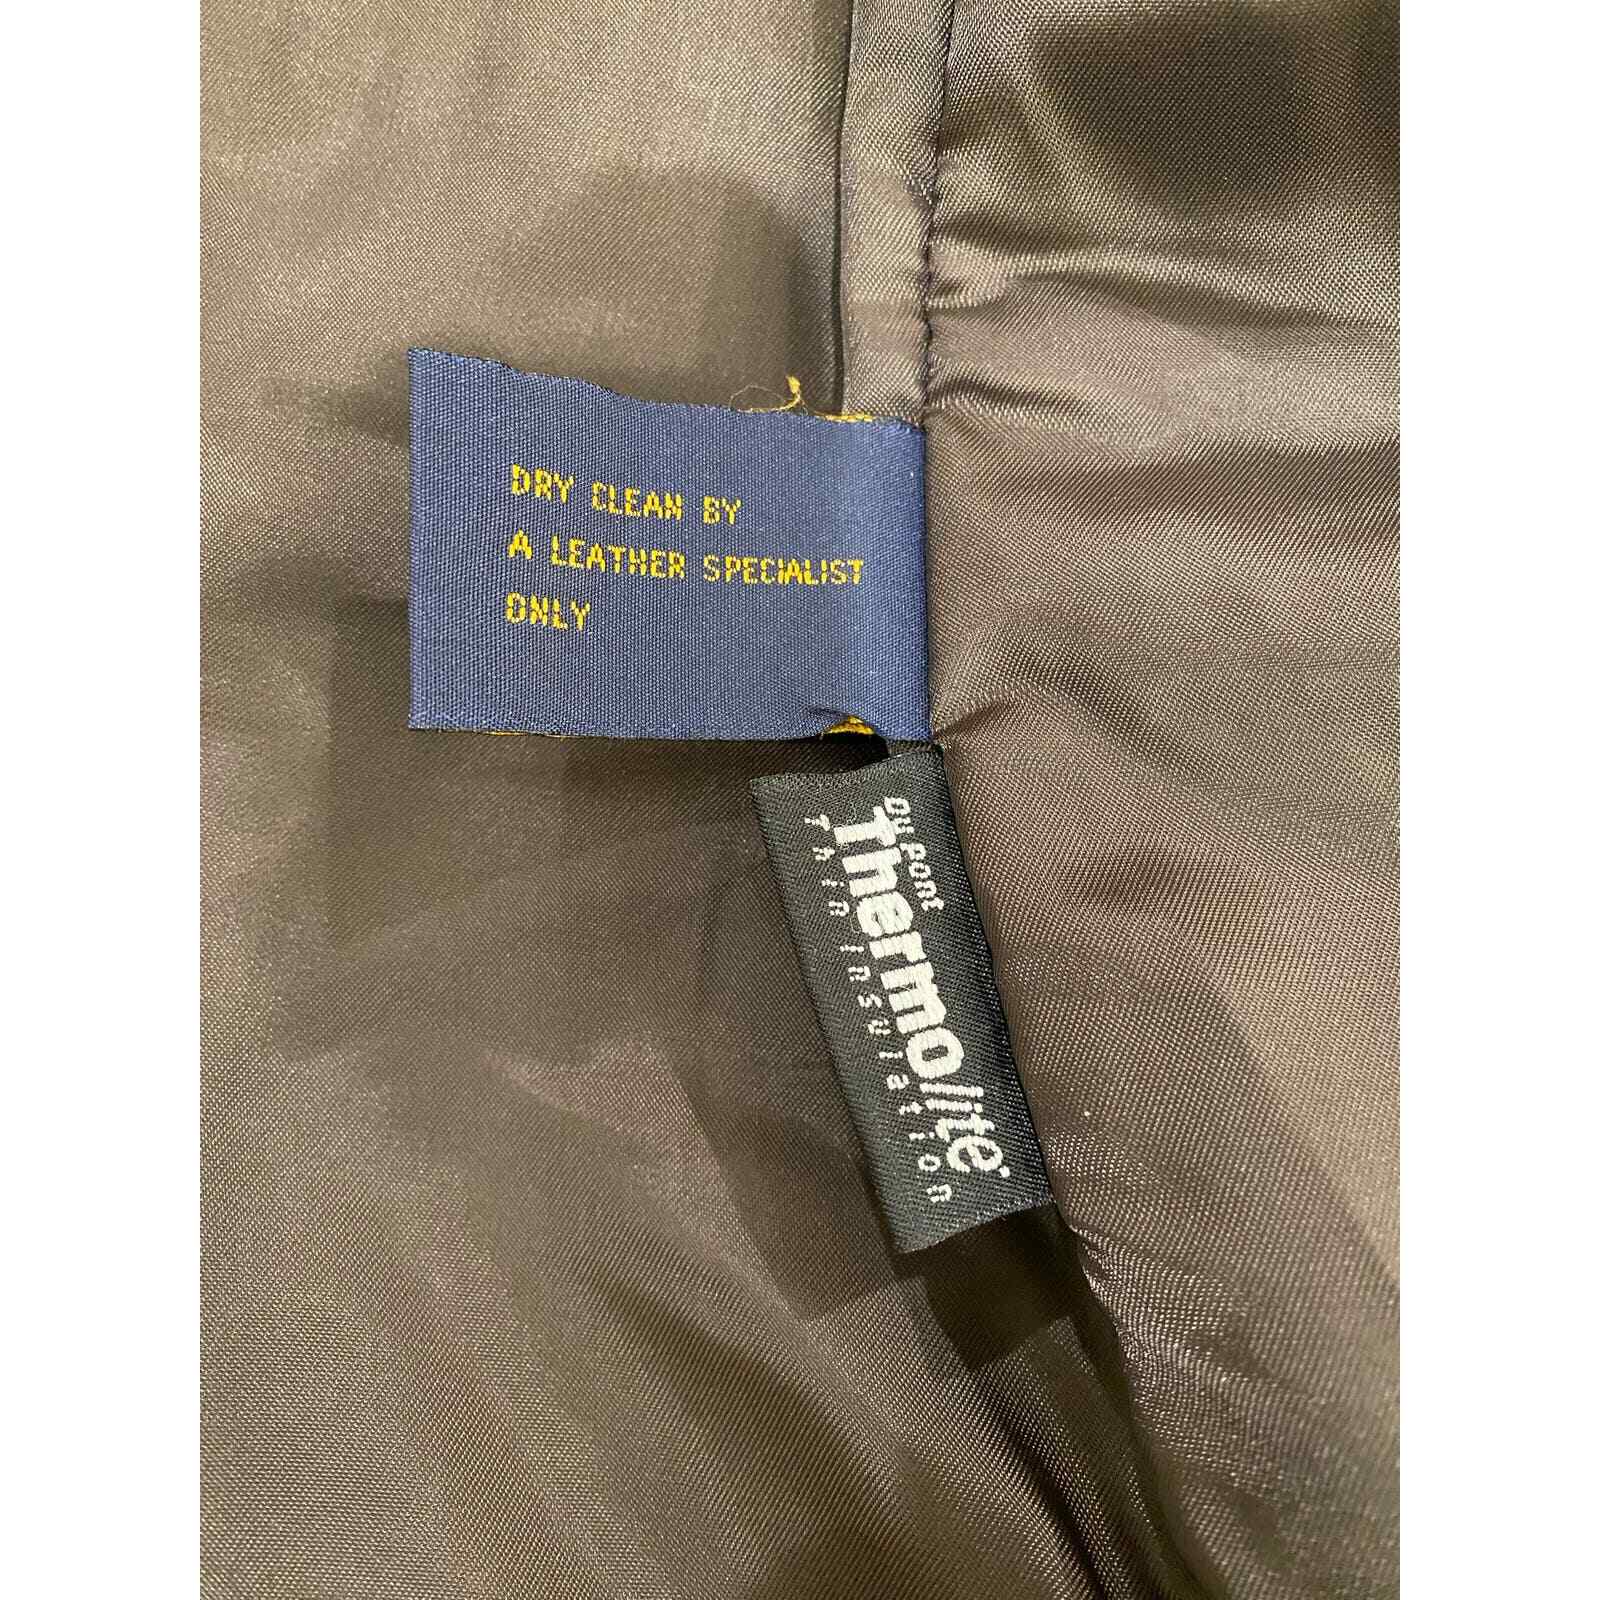 DRY CLEAN BY
A LEATHER SPECIALIST
ONLY
DuPont
Thermolite
Thin Insulation